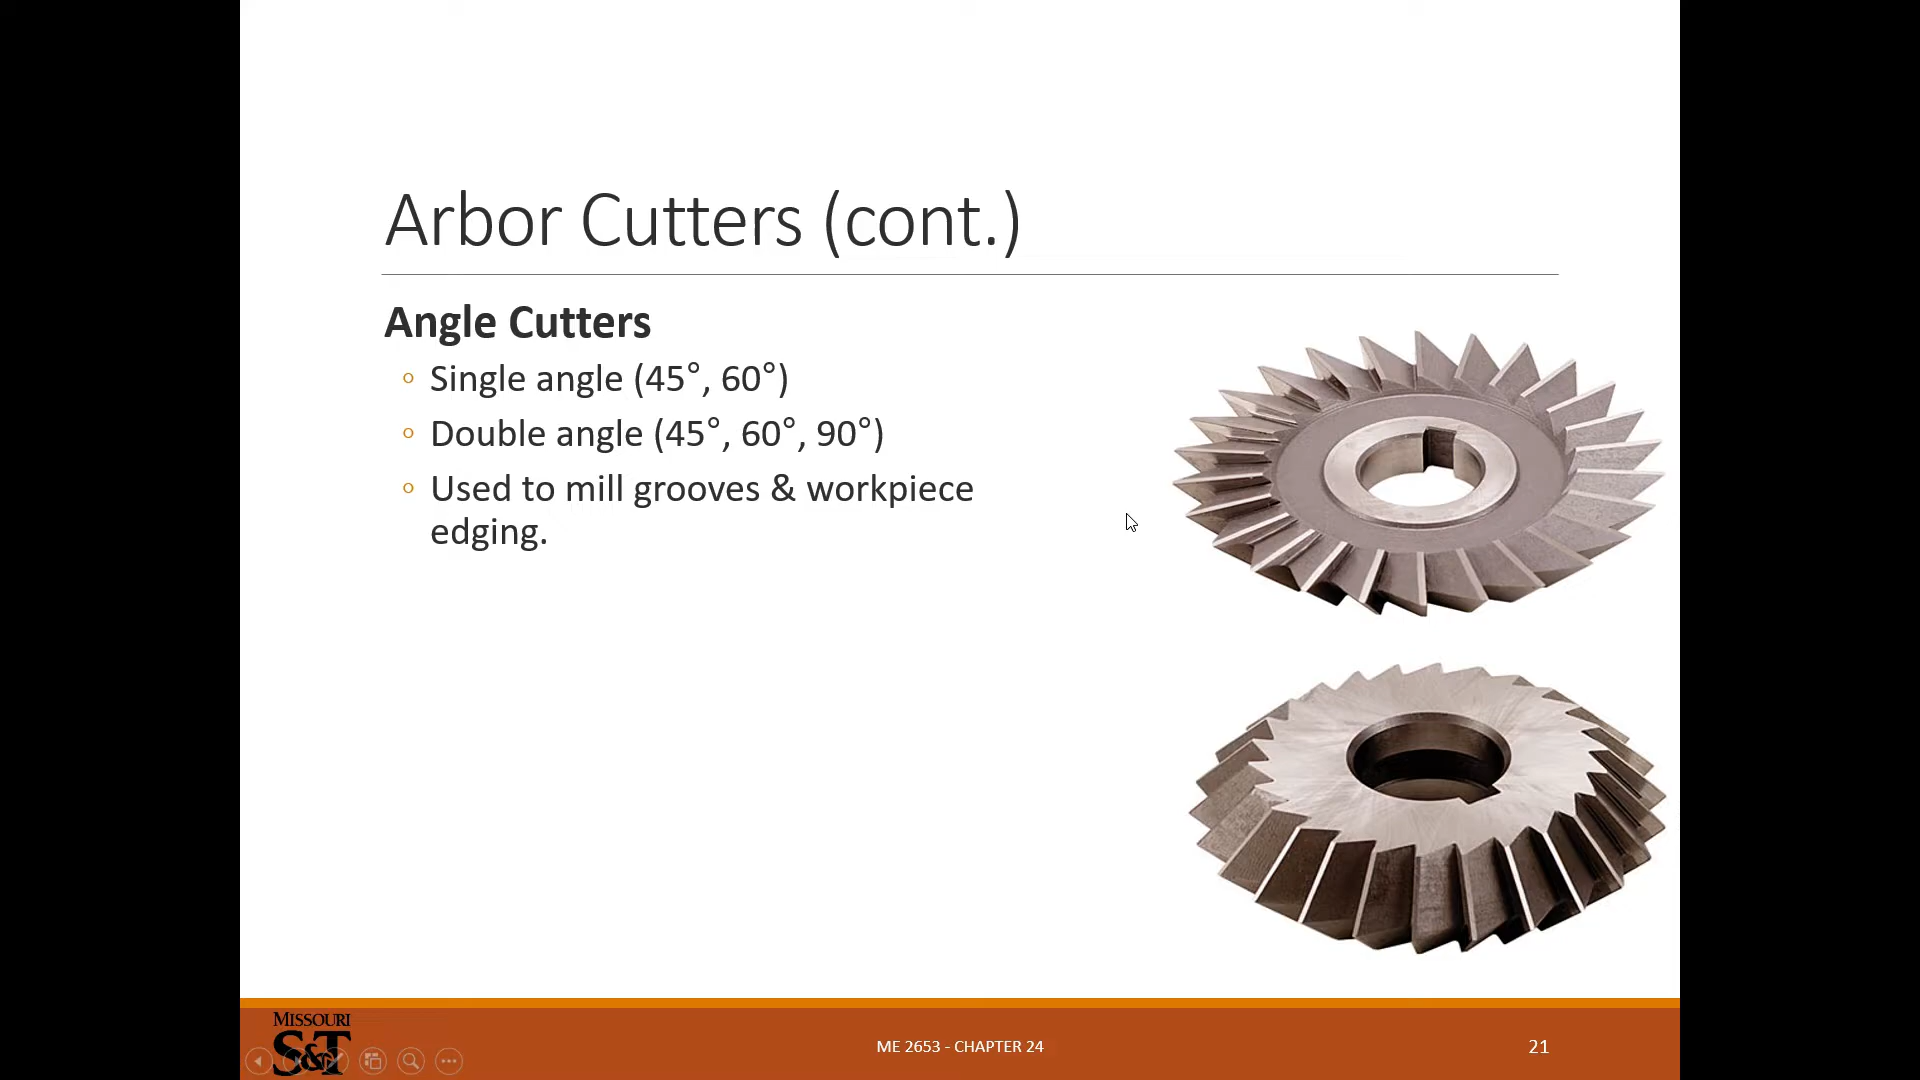 Arbor Cutters (cont.)
Angle Cutters
Single angle (45°, 60°)
Double angle (45°, 60°, 90°)
Used to mill grooves & workpiece
edging.
MISSOURI
S&T
ME 2653 - CHAPTER 24
21